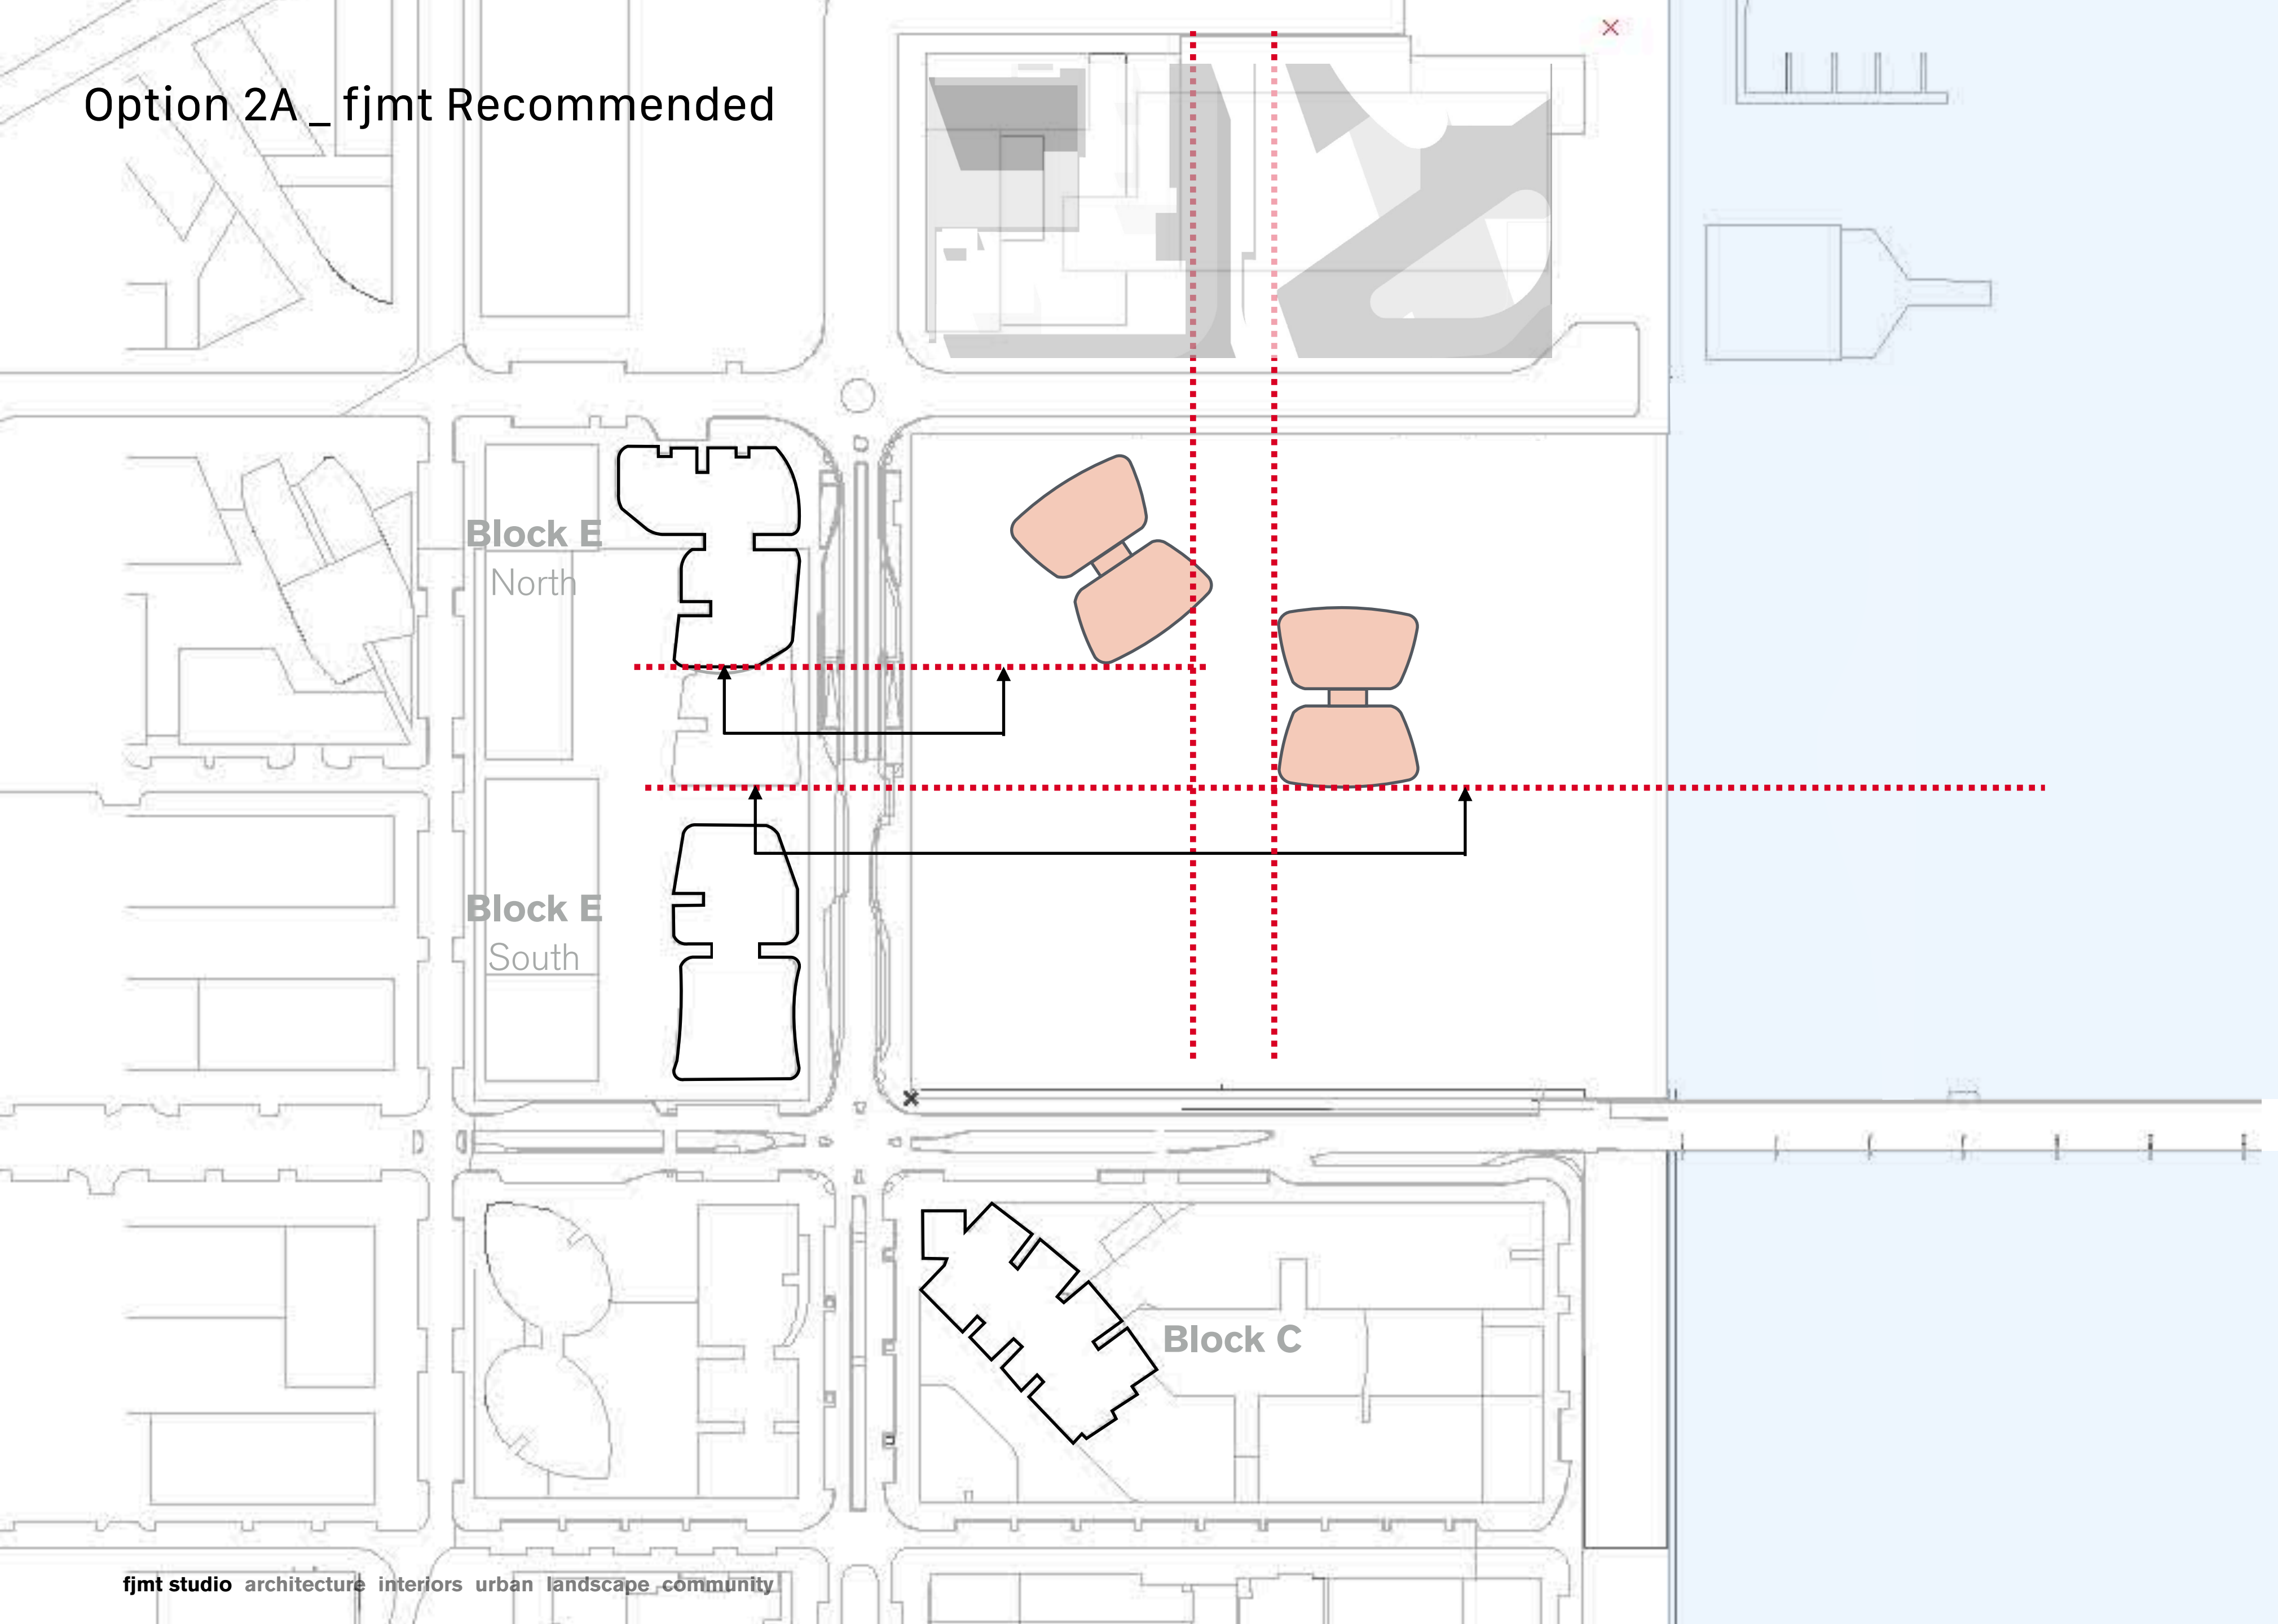 Option 2A _ fjmt Recommended
Block E
North
Block E
South
Block C
fjmt studio architecture interiors urban landscape community